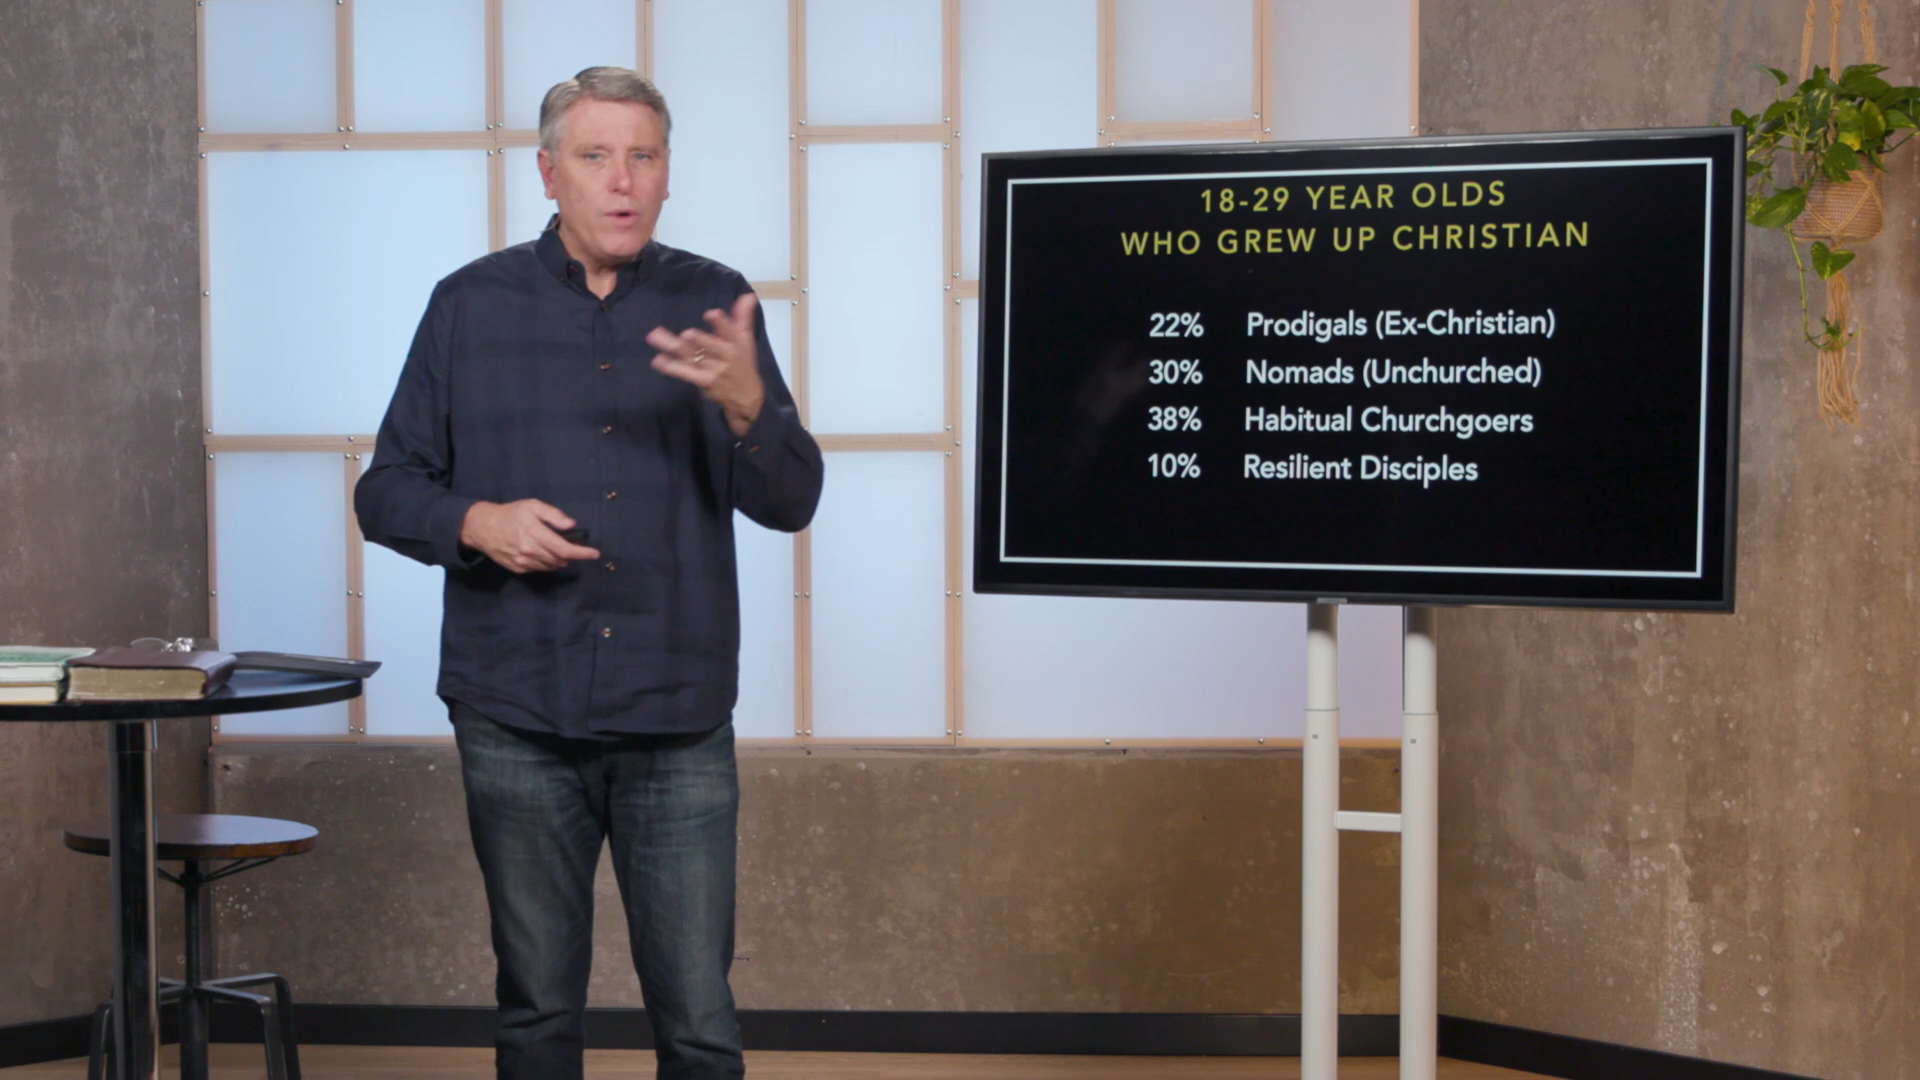 18-29 YEAR OLDS
WHO GREW UP CHRISTIAN
22% Prodigals (Ex-Christian)
30% Nomads (Unchurched)
38% Habitual Churchgoers
10% Resilient Disciples